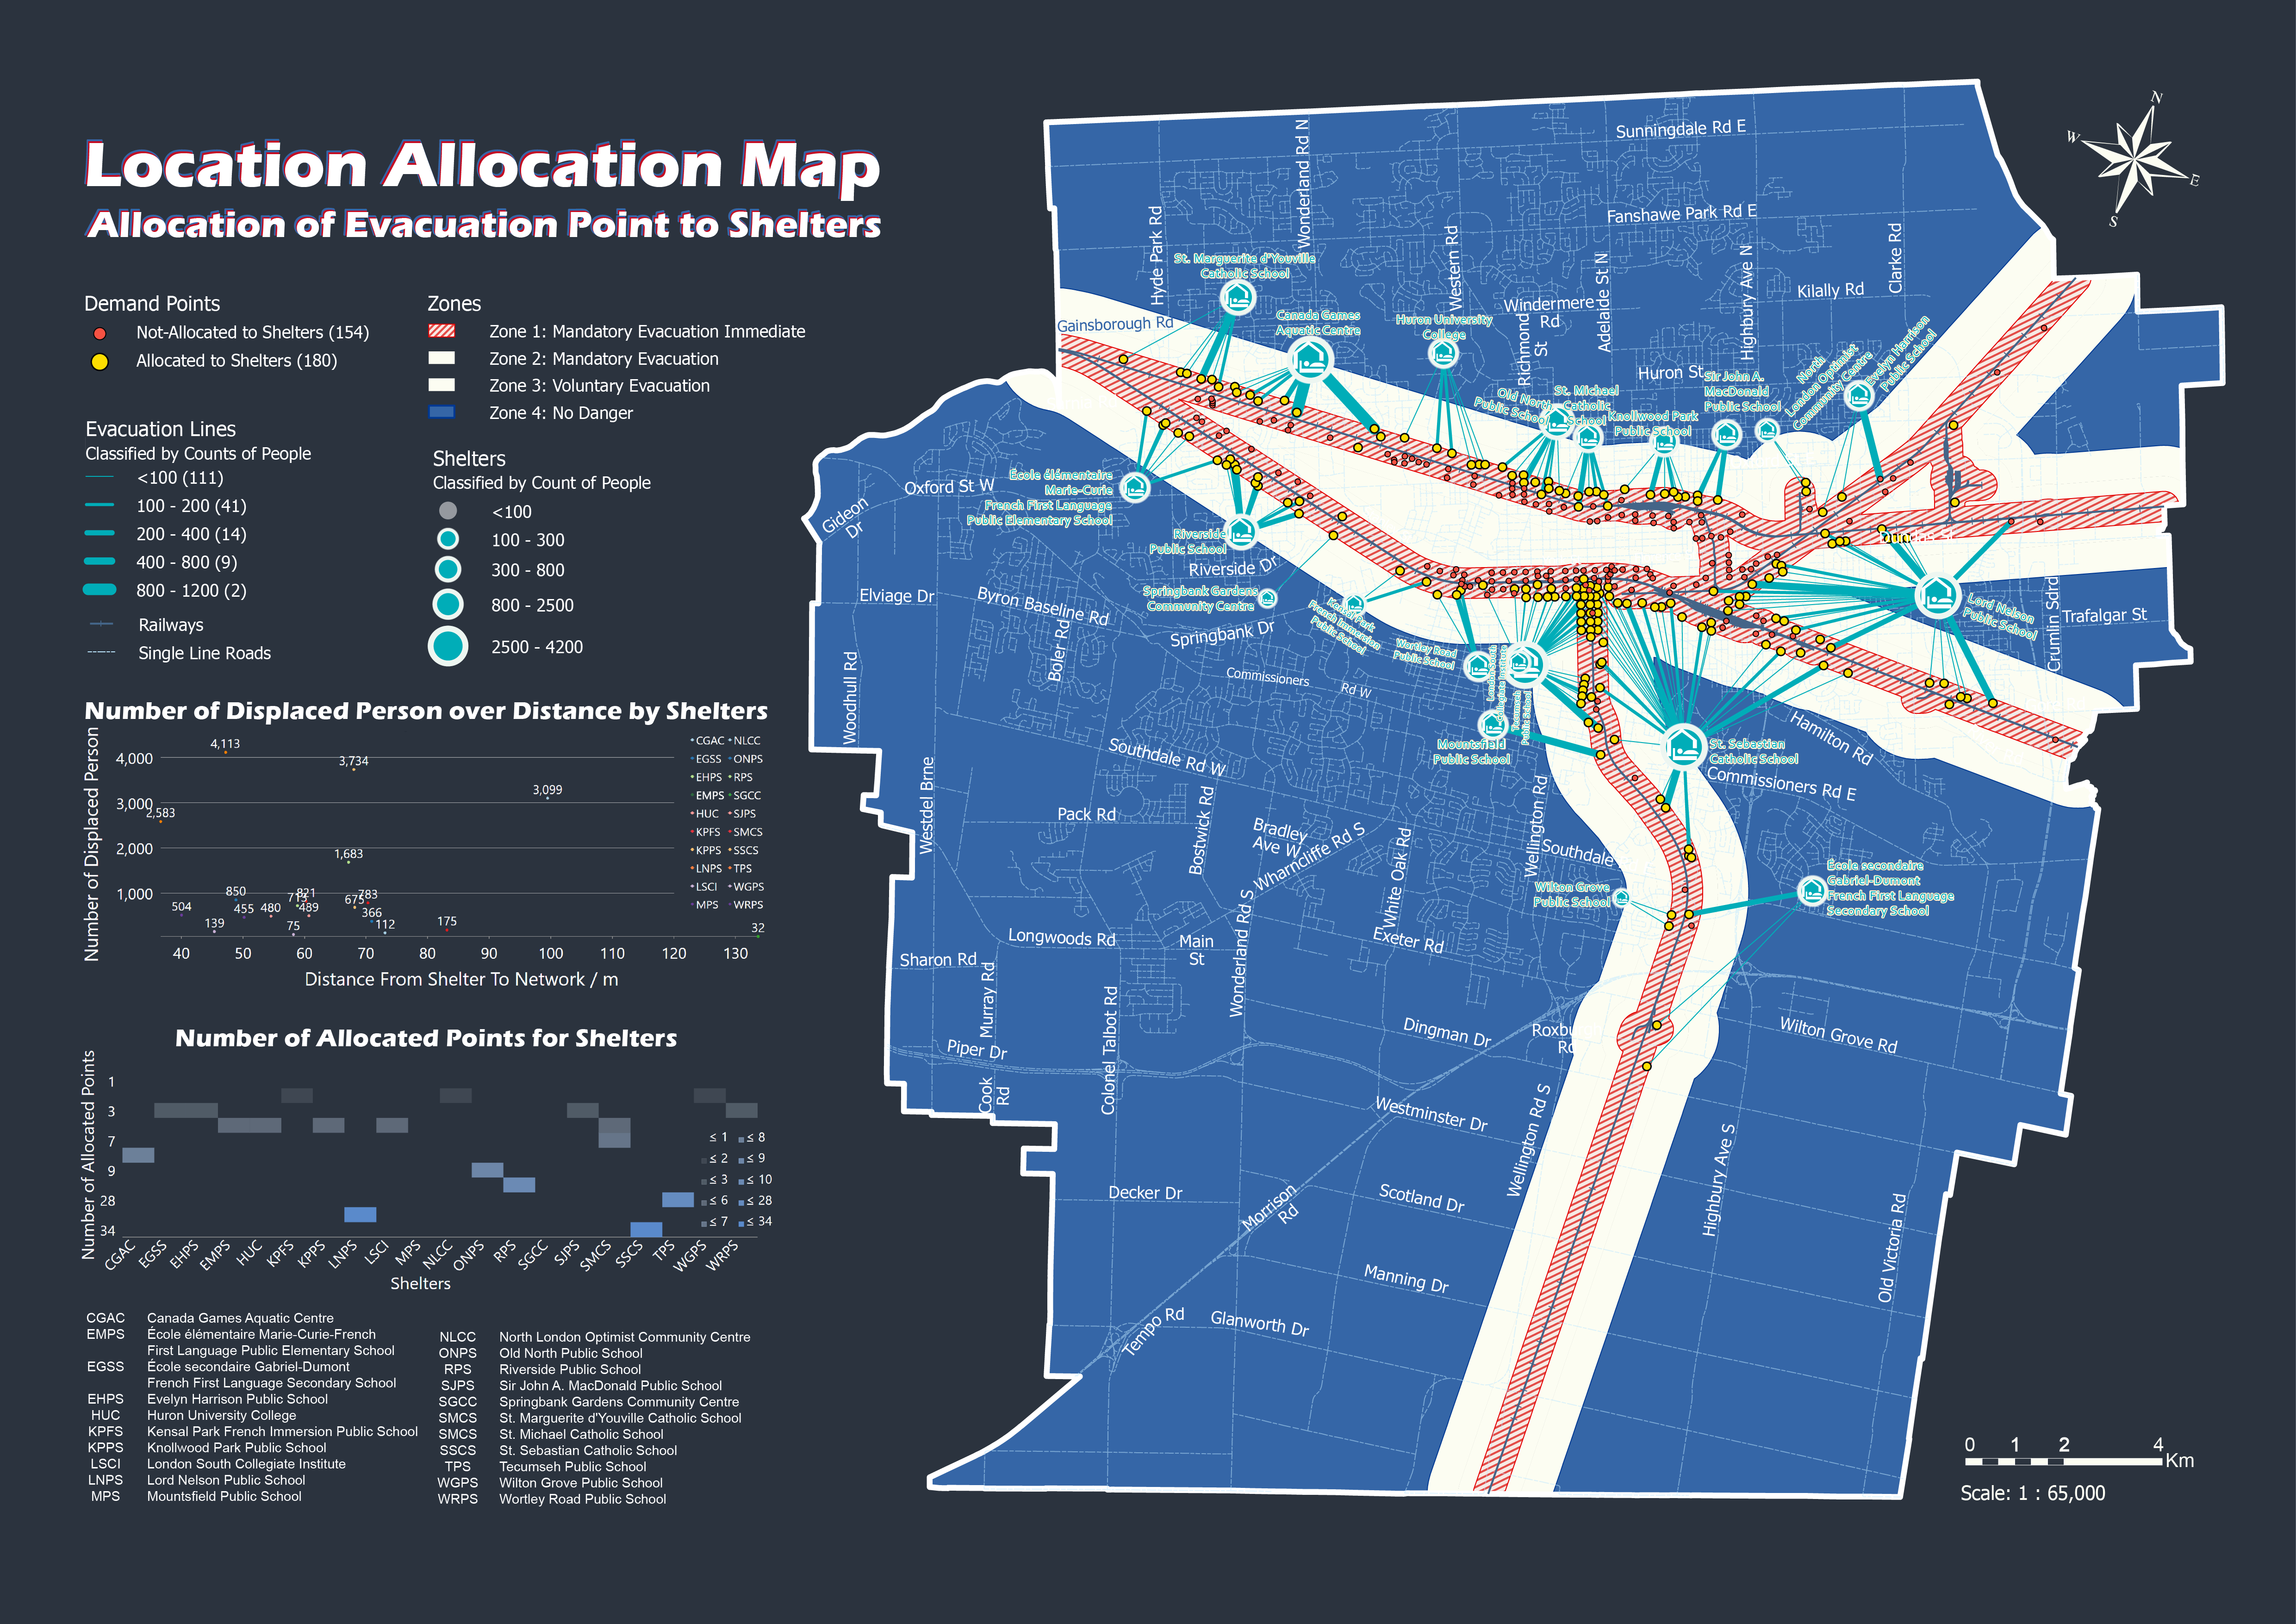 Location Allocation Map
Allocation of Evacuation Point to Shelters
Demand Points
Not-Allocated to Shelters (154)
Allocated to Shelters (180)
Zones
Zone 1: Mandatory Evacuation Immediate
Zone 2: Mandatory Evacuation
Zone 3: Voluntary Evacuation
Zone 4: No Danger
Evacuation Lines
Classified by Counts of People
<100 (111)
100 - 200 (41)
200 - 400 (14)
400 - 800 (9)
800 - 1200 (2)
Railways
Single Line Roads
Shelters
Classified by Count of People
<100
100 - 300
300 - 800
800 - 2500
2500 - 4200
Number of Displaced Person over Distance by Shelters
Number of Displaced Person
4,000
3,000
2,000
1,000
4,113
3,734
3,099
2,583
1,683
850
821
713
783
675
504
455
480
489
366
139
75
112
175
32
40 50 60 70 80 90 100 110 120 130
Distance From Shelter To Network / m
CGAC NLCC
EGSS ONPS
EHPS RPS
EMPS SGCC
HUC SJPS
KPFS SMCS
KPPS SSCS
LNPS TPS
LSCI WGPS
MPS WRPS
Number of Allocated Points for Shelters
Number of Allocated Points
1
3
7
9
28
34
≤ 1 ≤ 8
≤ 2 ≤ 9
≤ 3 ≤ 10
≤ 6 ≤ 28
≤ 7 ≤ 34
CGAC EGSS EHPS EMPS HUC KPFS KPPS LNPS LSCI MPS NLCC ONPS RPS SGCC SJPS SMCS SSCS TPS WGPS WRPS
Shelters
CGAC Canada Games Aquatic Centre
EMPS École élémentaire Marie-Curie-French
First Language Public Elementary School
EGSS École secondaire Gabriel-Dumont
French First Language Secondary School
EHPS Evelyn Harrison Public School
HUC Huron University College
KPFS Kensal Park French Immersion Public School
KPPS Knollwood Park Public School
LSCI London South Collegiate Institute
LNPS Lord Nelson Public School
MPS Mountsfield Public School
NLCC North London Optimist Community Centre
ONPS Old North Public School
RPS Riverside Public School
SJPS Sir John A. MacDonald Public School
SGCC Springbank Gardens Community Centre
SMCS St. Marguerite d'Youville Catholic School
SMCS St. Michael Catholic School
SSCS St. Sebastian Catholic School
TPS Tecumseh Public School
WGPS Wilton Grove Public School
WRPS Wortley Road Public School
N
W
E
S
Sunningdale Rd E
Wonderland Rd N
Fanshawe Park Rd E
Hyde Park Rd
Western Rd
Adelaide St N
Highbury Ave N
Clarke Rd
Kilally Rd
Windermere
Rd
Richmond
St
Gainsborough Rd
Huron St
St. Marguerite d'Youville
Catholic School
Canada Games
Aquatic Centre
Huron University
College
Old North
Public School
St. Michael
Catholic
School
Knollwood Park
Public School
Sir John A.
MacDonald
Public School
North
London Optimist
Community Centre
Evelyn Harrison
Public School
École élémentaire
Marie-Curie
French First Language
Public Elementary School
Oxford St W
Gideon
Dr
Riverside
Public School
Riverside Dr
Springbank Gardens
Community Centre
Elviage Dr
Byron Baseline Rd
Springbank Dr
Boler Rd
Woodhull Rd
Commissioners
Rd W
Kensal Park
French Immersion
Public School
Wortley Road
Public School
London South
Collegiate Institute
Tecumseh
Public School
Mountsfield
Public School
Dundas St
Lord Nelson
Public School
Crumlin Sdrd
Trafalgar St
St. Sebastian
Catholic School
Hamilton Rd
Commissioners Rd E
Southdale Rd W
Westdel Brne
Pack Rd
Bostwick Rd
Bradley
Ave W
Wharncliffe Rd S
White Oak Rd
Wellington Rd
Southdale
Wilton Grove
Public School
École secondaire
Gabriel-Dumont
French First Language
Secondary School
Longwoods Rd
Main
St
Wonderland Rd S
Exeter Rd
Sharon Rd
Murray Rd
Colonel Talbot Rd
Piper Dr
Cook
Rd
Dingman Dr
Wilton Grove Rd
Westminster Dr
Wellington Rd S
Highbury Ave S
Old Victoria Rd
Decker Dr
Morrison
Rd
Scotland Dr
Manning Dr
Tempo Rd
Glanworth Dr
0 1 2 4
Km
Scale: 1 : 65,000